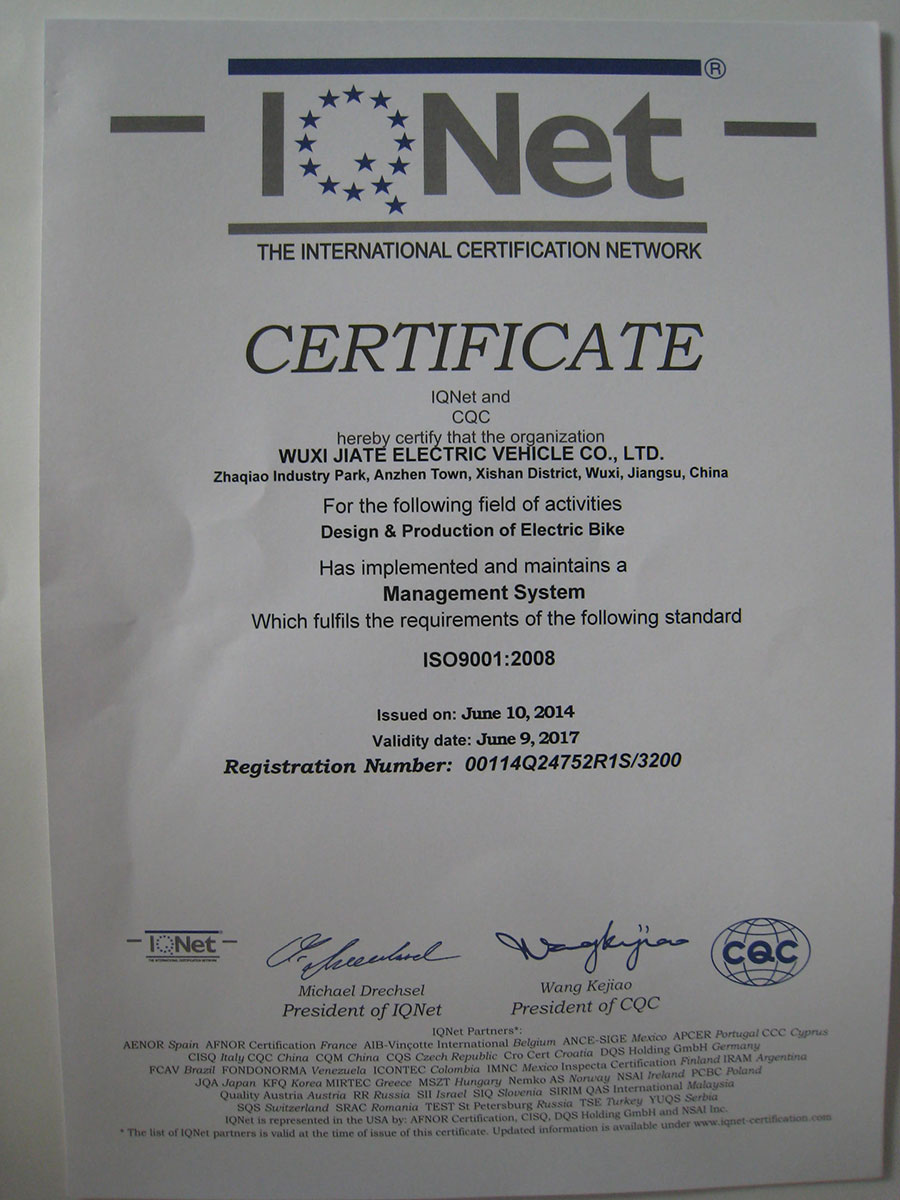 IQNet®
THE INTERNATIONAL CERTIFICATION NETWORK
CERTIFICATE
IQNet and
CQC
hereby certify that the organization
WUXI JIATE ELECTRIC VEHICLE CO., LTD.
Zhaqiao Industry Park, Anzhen Town, Xishan District, Wuxi, Jiangsu, China
For the following field of activities
Design & Production of Electric Bike
Has implemented and maintains a
Management System
Which fulfils the requirements of the following standard
ISO9001:2008
Issued on: June 10, 2014
Validity date: June 9, 2017
Registration Number: 00114Q24752R1S/3200
IQNet
THE INTERNATIONAL CERTIFICATION NETWORK
Wangkejiao
CQC
Michael Drechsel
President of IQNet
Wang Kejiao
President of CQC
IQNet Partners*:
AENOR Spain AFNOR Certification France AIB-Vinçotte International Belgium ANCE-SIGE Mexico APCER Portugal CCC Cyprus
CISQ Italy CQC China CQM China CQS Czech Republic Cro Cert Croatia DQS Holding GmbH Germany
FCAV Brazil FONDONORMA Venezuela ICONTEC Colombia IMNC Mexico Inspecta Certification Finland IRAM Argentina
JQA Japan KFQ Korea MIRTEC Greece MSZT Hungary Nemko AS Norway NSAI Ireland PCBC Poland
Quality Austria Austria RR Russia SII Israel SIQ Slovenia SIRIM QAS International Malaysia
SQS Switzerland SRAC Romania TEST St Petersburg Russia TSE Turkey YUQS Serbia
IQNet is represented in the USA by: AFNOR Certification, CISQ, DQS Holding GmbH and NSAI Inc.
* The list of IQNet partners is valid at the time of issue of this certificate. Updated information is available under www.iqnet-certification.com